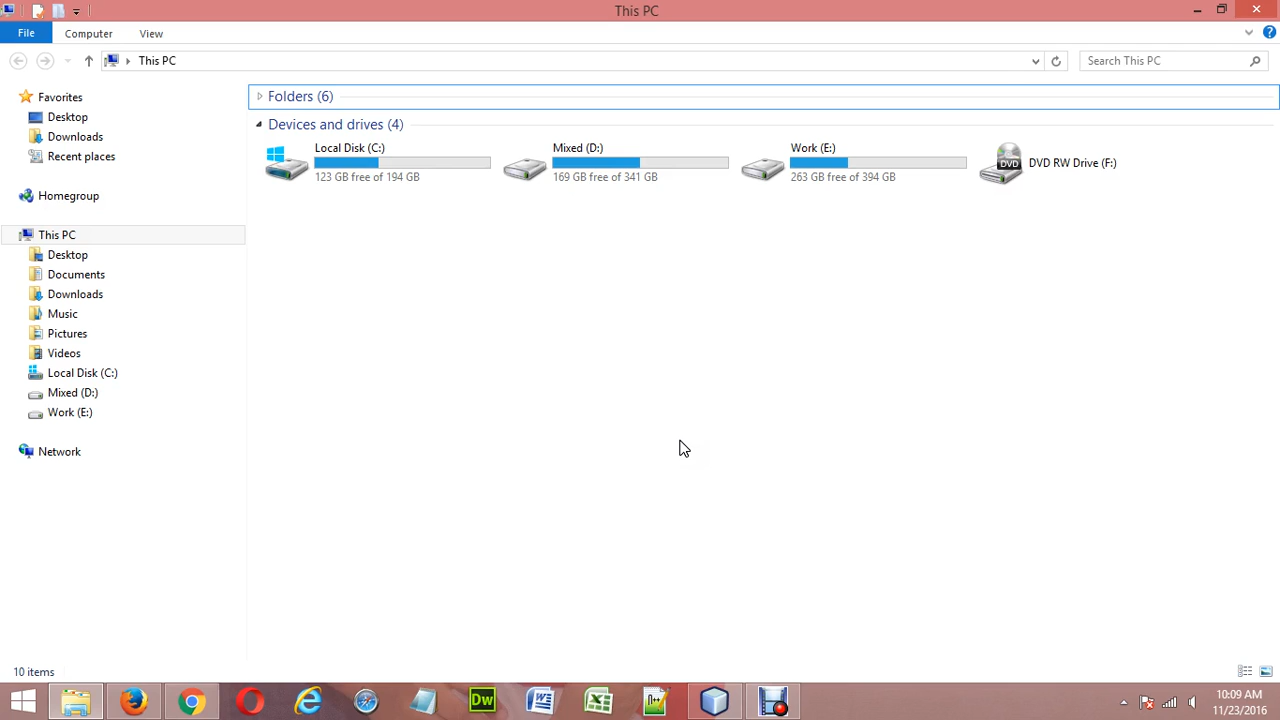 This PC
File
Computer
View
This PC
Search This PC
Favorites
Desktop
Downloads
Recent places
Homegroup
This PC
Desktop
Documents
Downloads
Music
Pictures
Videos
Local Disk (C:)
Mixed (D:)
Work (E:)
Network
Folders (6)
Devices and drives (4)
Local Disk (C:)
123 GB free of 194 GB
Mixed (D:)
169 GB free of 341 GB
Work (E:)
263 GB free of 394 GB
DVD
DVD RW Drive (F:)
10 items
Dw
10:09 AM
11/23/2016